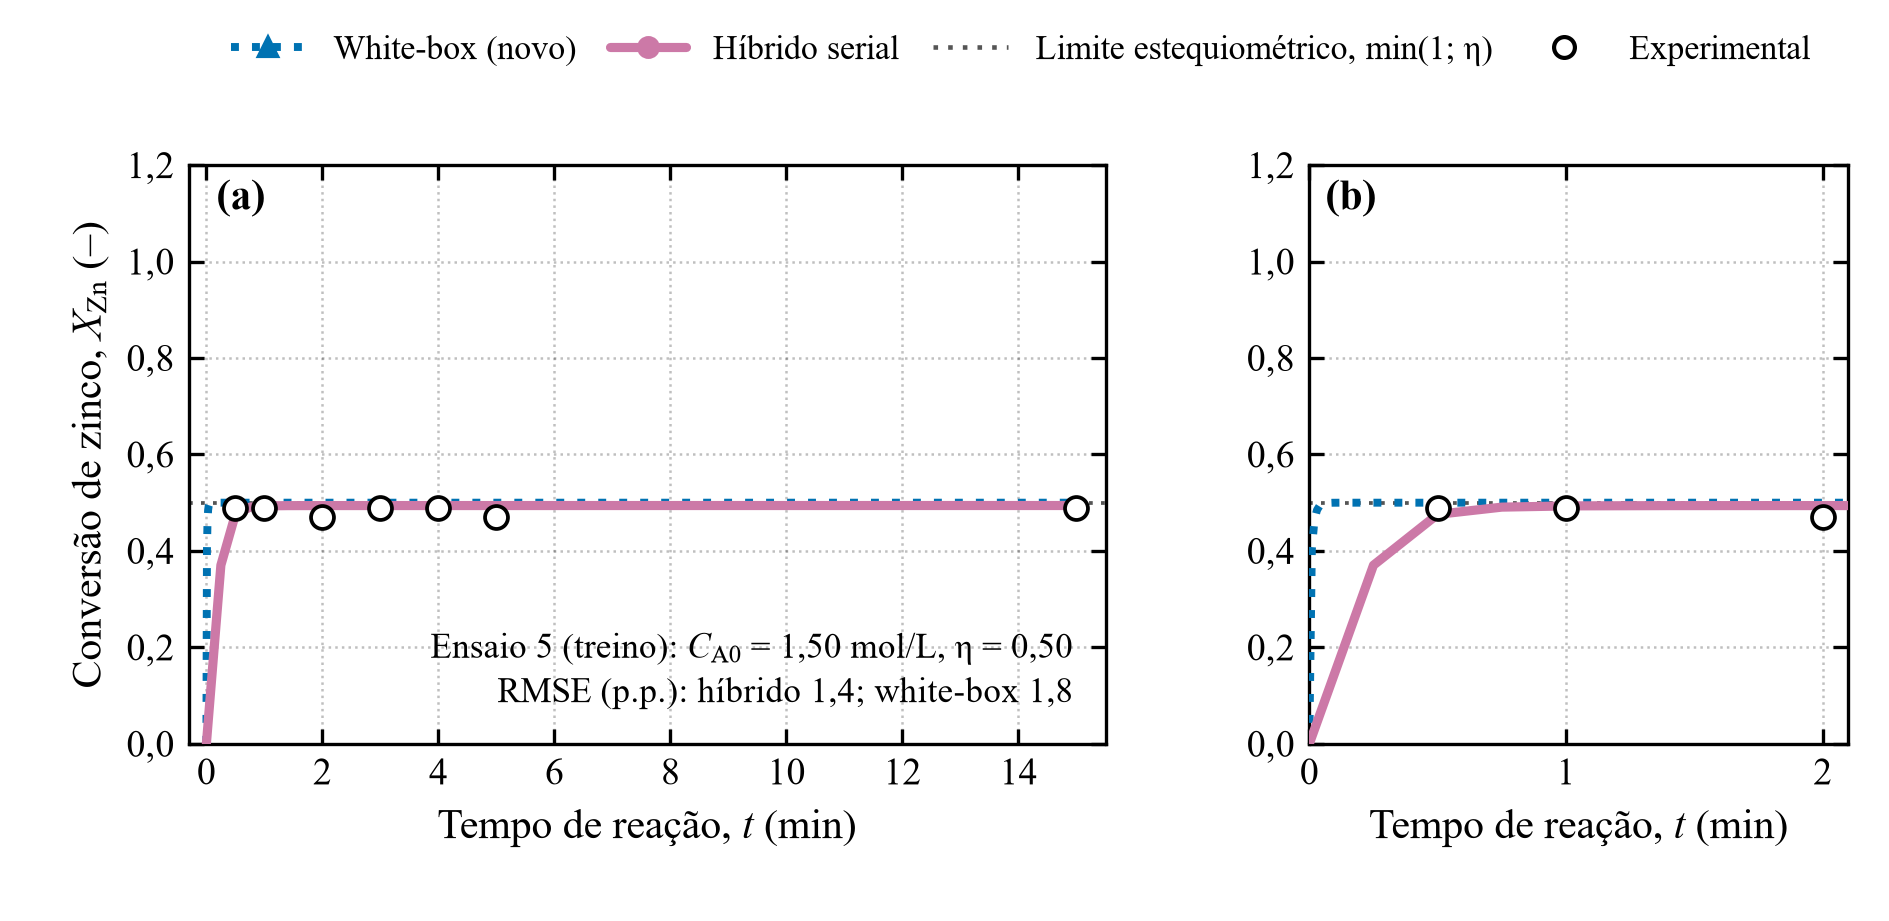 White-box (novo) Híbrido serial Limite estequiométrico, min(1; η) Experimental
(a)
Conversão de zinco, X_Zn (−)
1,2
1,0
0,8
0,6
0,4
0,2
0,0
Ensaio 5 (treino): C_A0 = 1,50 mol/L, η = 0,50
RMSE (p.p.): híbrido 1,4; white-box 1,8
0 2 4 6 8 10 12 14
Tempo de reação, t (min)
(b)
1,2
1,0
0,8
0,6
0,4
0,2
0,0
0 1 2
Tempo de reação, t (min)